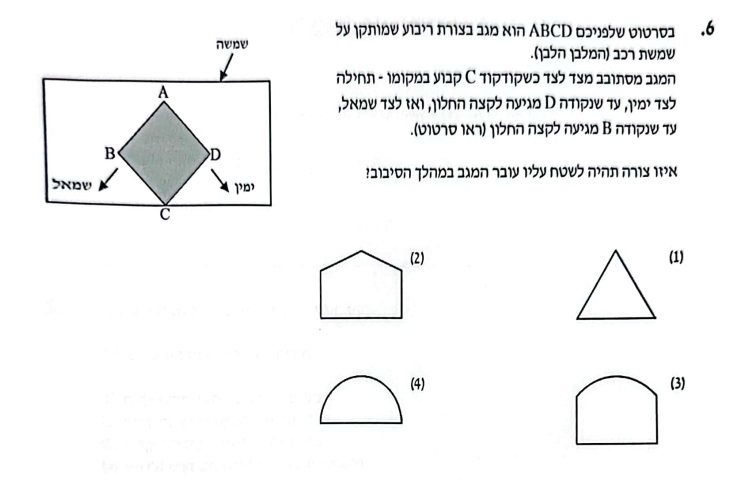 6. בסרטוט שלפניכם ABCD הוא מגב בצורת ריבוע שמותקן על
שמשת רכב (המלבן הלבן).
המגב מסתובב מצד לצד כשקודקוד C קבוע במקומו - תחילה
לצד ימין, עד שנקודה D מגיעה לקצה החלון, ואז לצד שמאל,
עד שנקודה B מגיעה לקצה החלון (ראו סרטוט).
איזו צורה תהיה לשטח עליו עובר המגב במהלך הסיבוב?
שמשה
A
B
D
שמאל
ימין
C
(1)
(2)
(3)
(4)